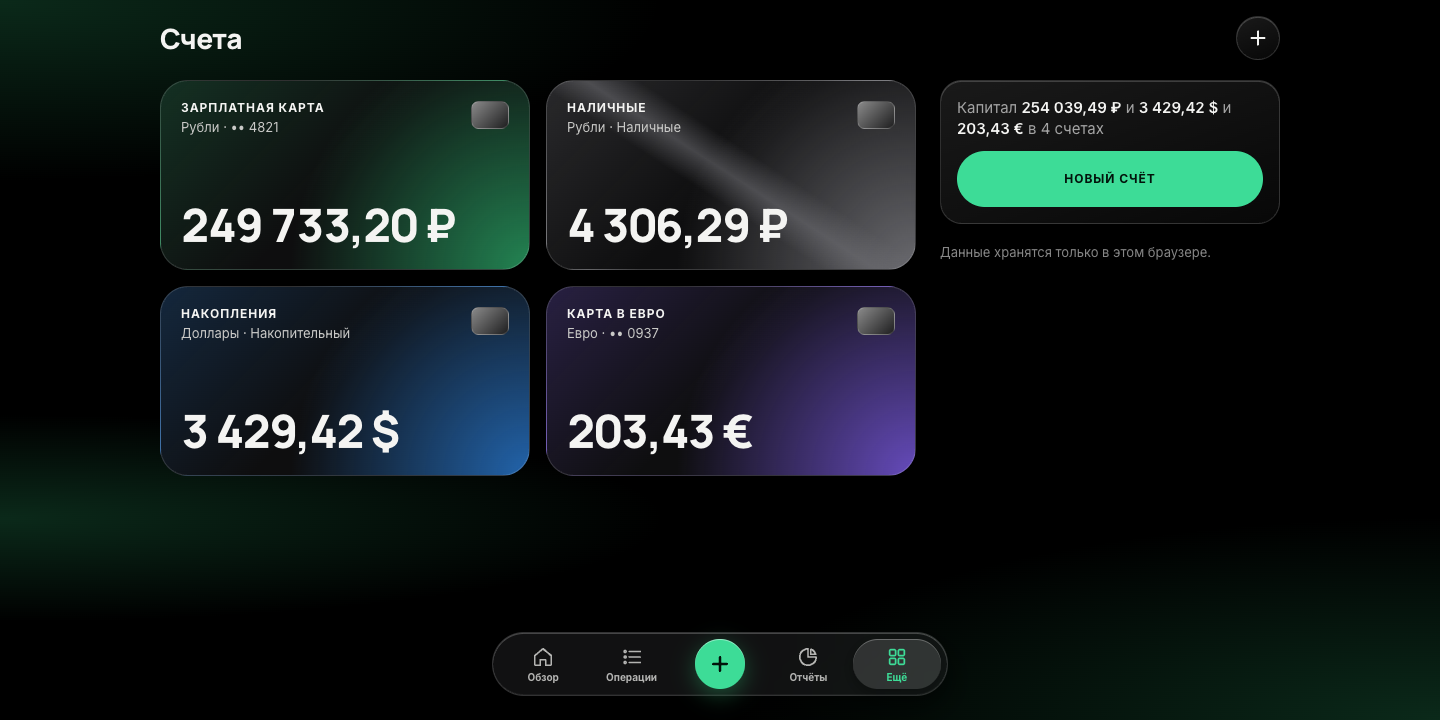 Счета
ЗАРПЛАТНАЯ КАРТА
Рубли · •• 4821
249 733,20 ₽
НАЛИЧНЫЕ
Рубли · Наличные
4 306,29 ₽
Капитал 254 039,49 ₽ и 3 429,42 $ и
203,43 € в 4 счетах
НОВЫЙ СЧЁТ
Данные хранятся только в этом браузере.
НАКОПЛЕНИЯ
Доллары · Накопительный
3 429,42 $
КАРТА В ЕВРО
Евро · •• 0937
203,43 €
Обзор
Операции
Отчёты
Ещё